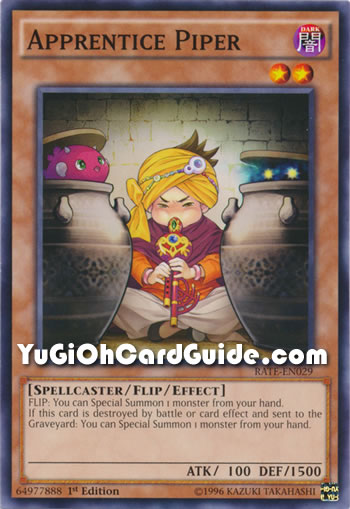 APPRENTICE PIPER
DARK
闇
YuGiOhCardGuide.com
RATE-EN029
[SPELLCASTER/FLIP/EFFECT]
FLIP: You can Special Summon 1 monster from your hand.
If this card is destroyed by battle or card effect and sent to the
Graveyard: You can Special Summon 1 monster from your hand.
ATK/ 100 DEF/1500
64977888 1st Edition ©1996 KAZUKI TAKAHASHI